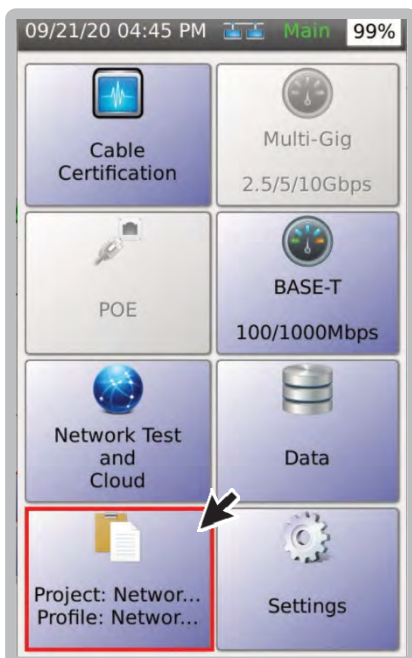 09/21/20 04:45 PM Main 99%
Cable
Certification
Multi-Gig
2.5/5/10Gbps
POE
BASE-T
100/1000Mbps
Network Test
and
Cloud
Data
Project: Networ...
Profile: Networ...
Settings